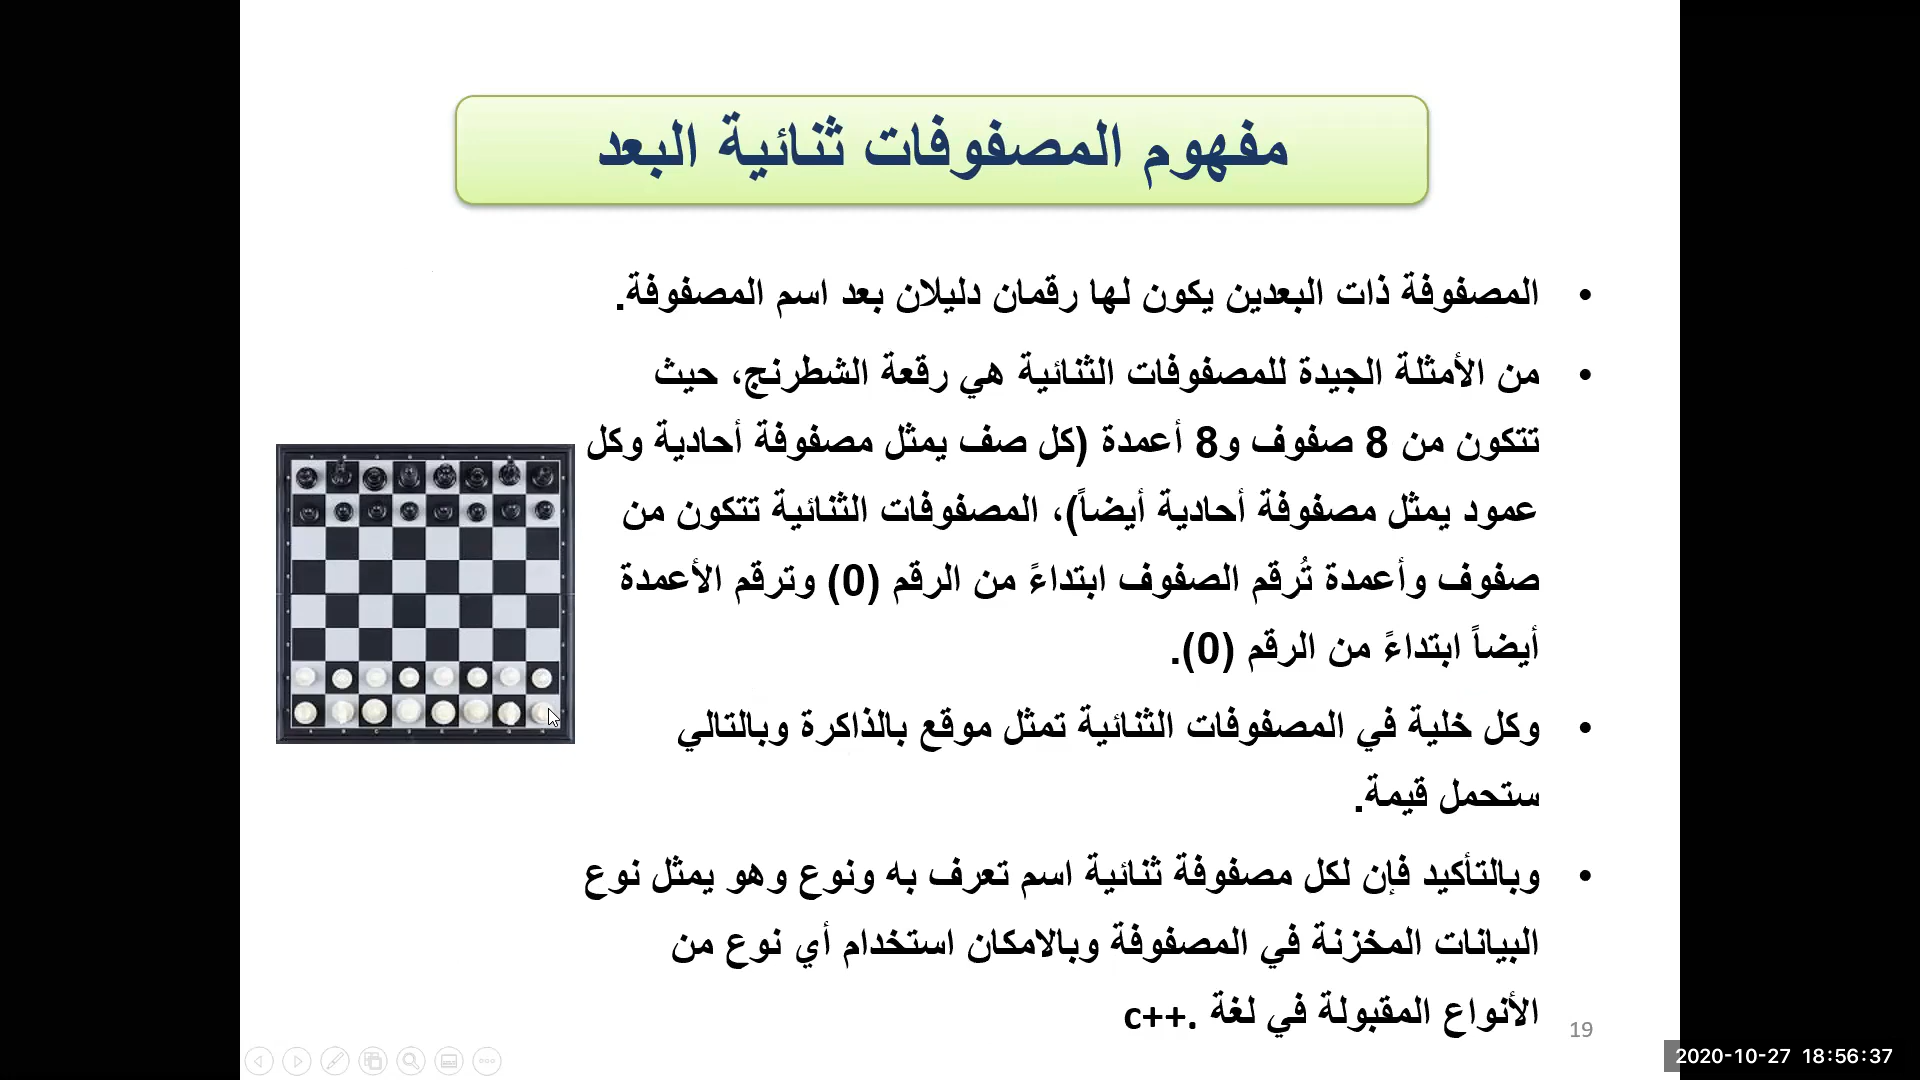 مفهوم المصفوفات ثنائية البعد
• المصفوفة ذات البعدين يكون لها رقمان دليلان بعد اسم المصفوفة.
• من الأمثلة الجيدة للمصفوفات الثنائية هي رقعة الشطرنج، حيث
تتكون من 8 صفوف و8 أعمدة (كل صف يمثل مصفوفة أحادية وكل
عمود يمثل مصفوفة أحادية أيضاً)، المصفوفات الثنائية تتكون من
صفوف وأعمدة تُرقم الصفوف ابتداءً من الرقم (0) وترقم الأعمدة
أيضاً ابتداءً من الرقم (0).
• وكل خلية في المصفوفات الثنائية تمثل موقع بالذاكرة وبالتالي
ستحمل قيمة.
• وبالتأكيد فإن لكل مصفوفة ثنائية اسم تعرف به ونوع وهو يمثل نوع
البيانات المخزنة في المصفوفة وبالامكان استخدام أي نوع من
الأنواع المقبولة في لغة .c++
19
2020-10-27 18:56:37